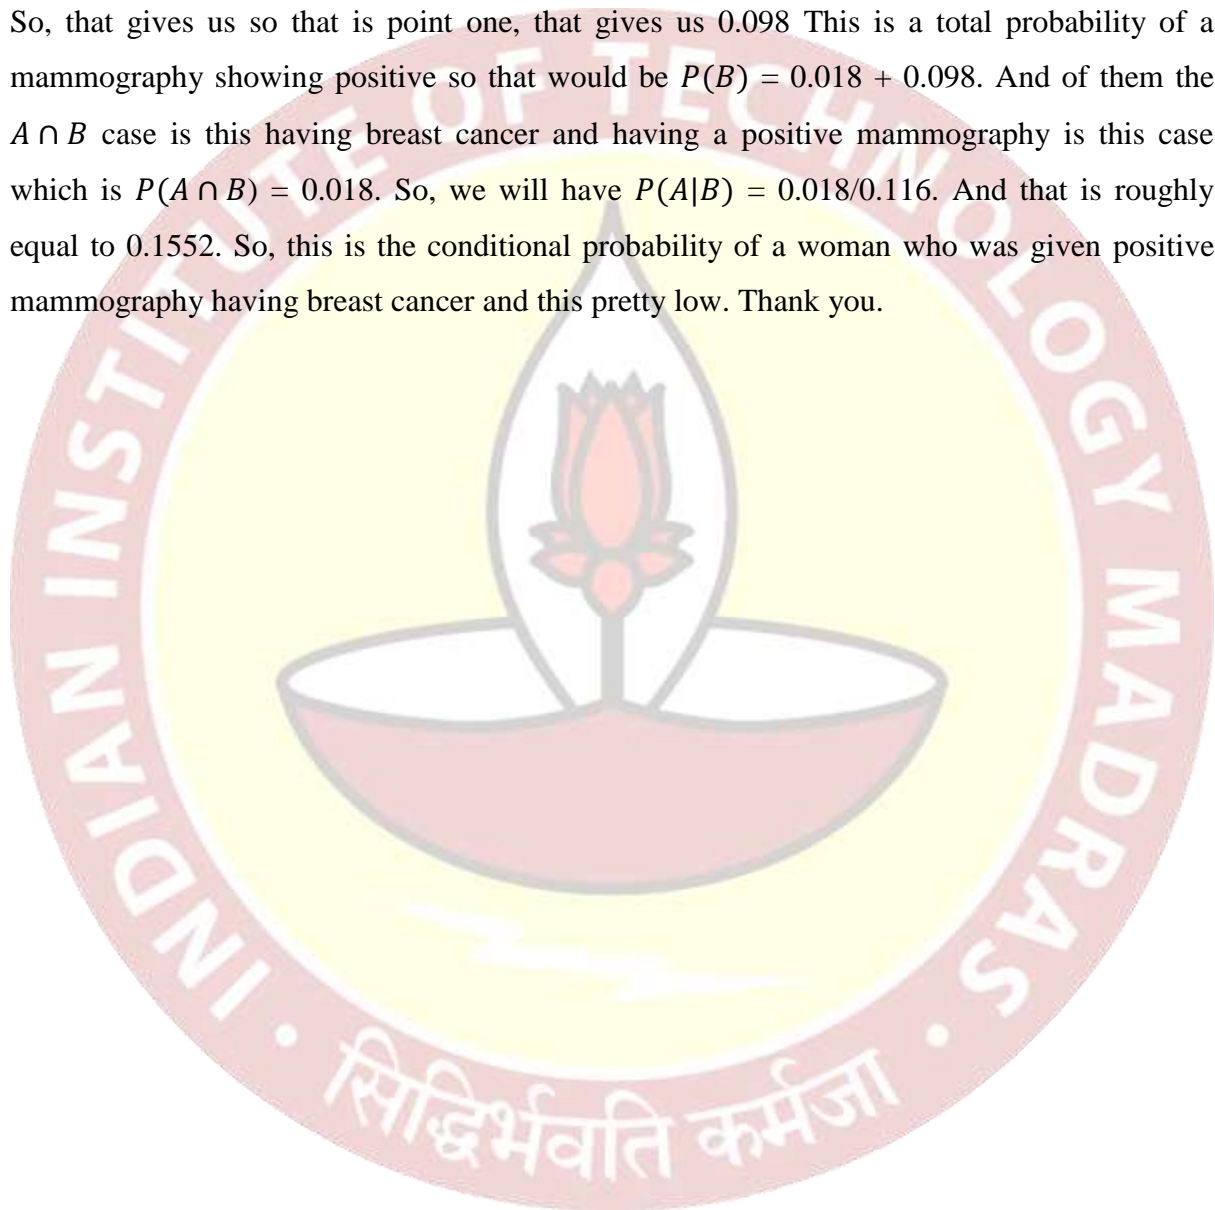 So, that gives us so that is point one, that gives us 0.098 This is a total probability of a
mammography showing positive so that would be P(B) = 0.018 + 0.098. And of them the
A ∩ B case is this having breast cancer and having a positive mammography is this case
which is P(A ∩ B) = 0.018. So, we will have P(A|B) = 0.018/0.116. And that is roughly
equal to 0.1552. So, this is the conditional probability of a woman who was given positive
mammography having breast cancer and this pretty low. Thank you.
INDIAN INSTITUTE OF TECHNOLOGY MADRAS
सिद्धिर्भवति कर्मजा